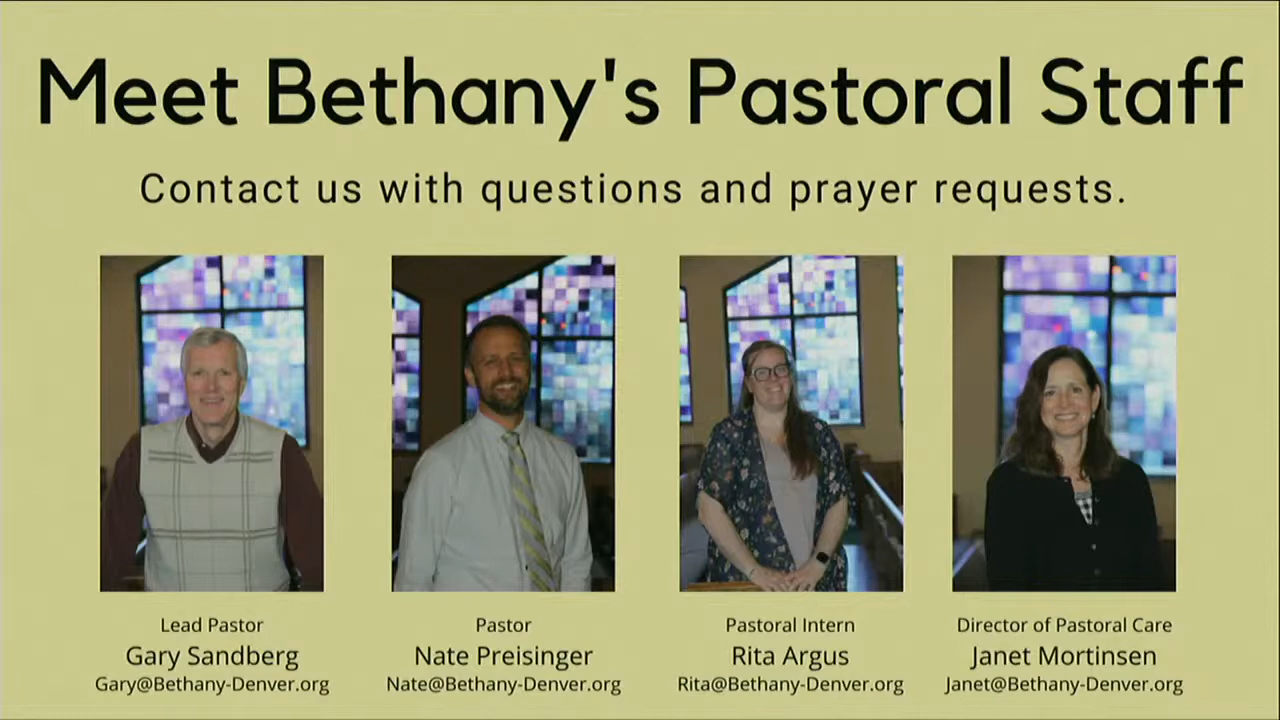 Meet Bethany's Pastoral Staff
Contact us with questions and prayer requests.
Lead Pastor
Gary Sandberg
Gary@Bethany-Denver.org
Pastor
Nate Preisinger
Nate@Bethany-Denver.org
Pastoral Intern
Rita Argus
Rita@Bethany-Denver.org
Director of Pastoral Care
Janet Mortinsen
Janet@Bethany-Denver.org